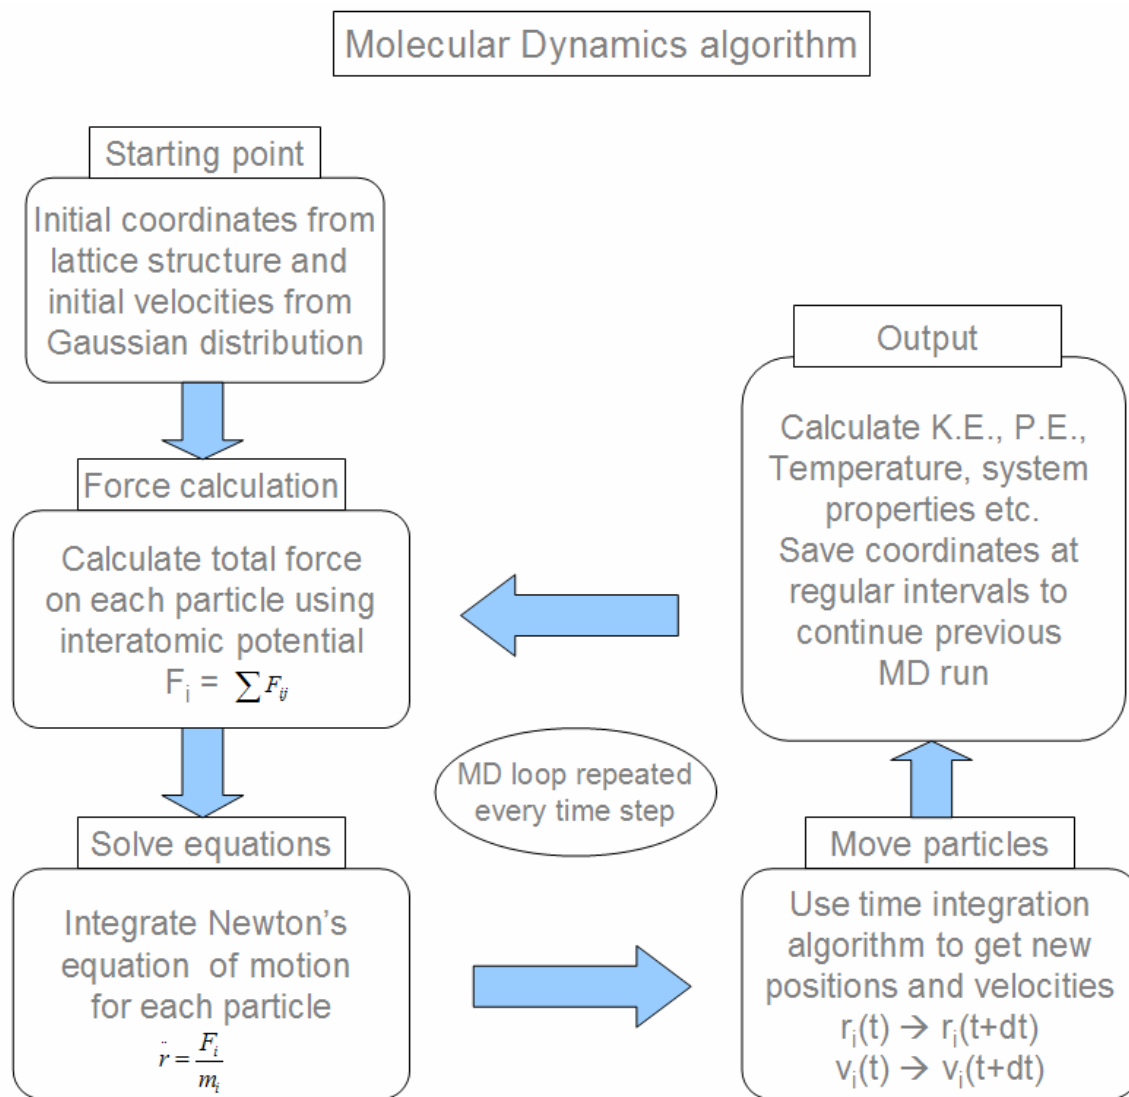 Molecular Dynamics algorithm
Starting point
Initial coordinates from
lattice structure and
initial velocities from
Gaussian distribution
Force calculation
Calculate total force
on each particle using
interatomic potential
Fᵢ = ∑ Fᵢⱼ
Solve equations
Integrate Newton’s
equation of motion
for each particle
r̈ = Fᵢ / mᵢ
MD loop repeated
every time step
Move particles
Use time integration
algorithm to get new
positions and velocities
rᵢ(t) → rᵢ(t+dt)
vᵢ(t) → vᵢ(t+dt)
Output
Calculate K.E., P.E.,
Temperature, system
properties etc.
Save coordinates at
regular intervals to
continue previous
MD run